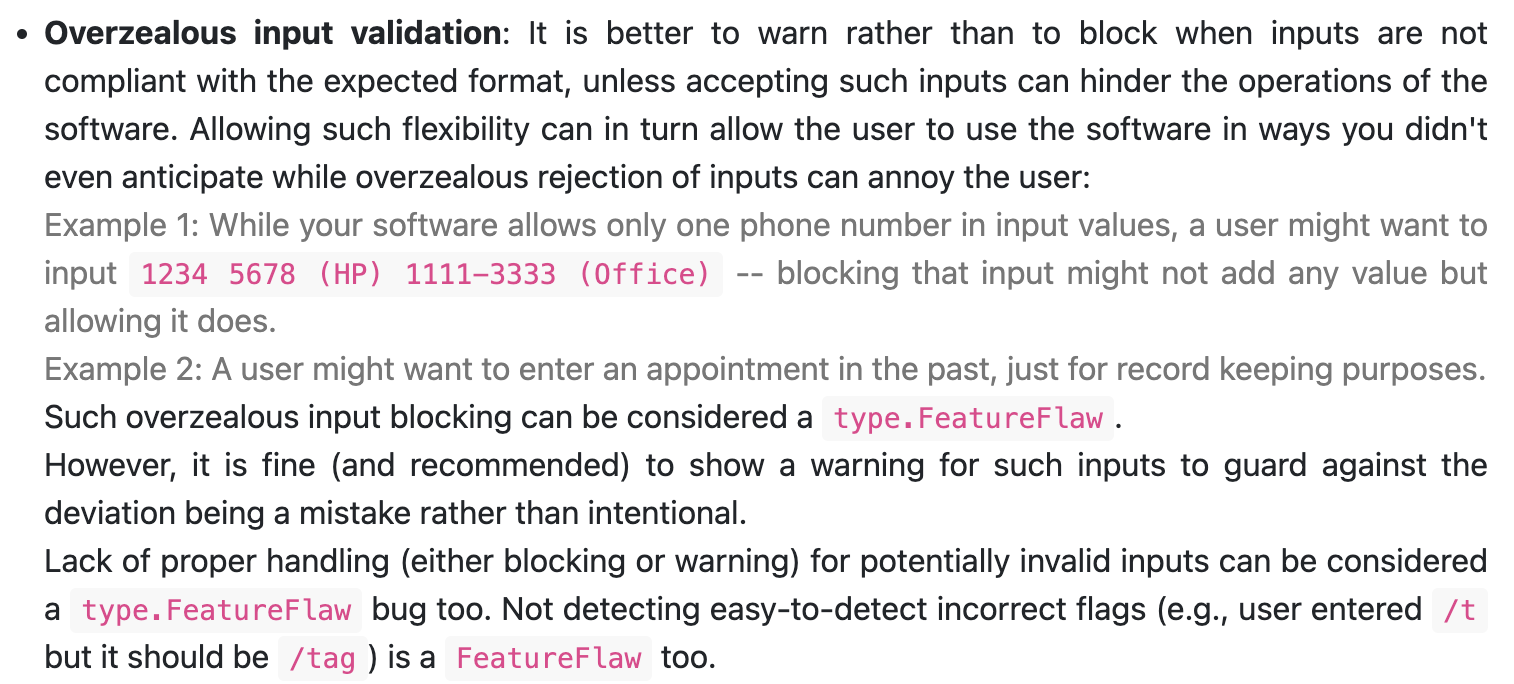 • Overzealous input validation: It is better to warn rather than to block when inputs are not
compliant with the expected format, unless accepting such inputs can hinder the operations of the
software. Allowing such flexibility can in turn allow the user to use the software in ways you didn't
even anticipate while overzealous rejection of inputs can annoy the user:
Example 1: While your software allows only one phone number in input values, a user might want to
input 1234 5678 (HP) 1111-3333 (Office) -- blocking that input might not add any value but
allowing it does.
Example 2: A user might want to enter an appointment in the past, just for record keeping purposes.
Such overzealous input blocking can be considered a type.FeatureFlaw.
However, it is fine (and recommended) to show a warning for such inputs to guard against the
deviation being a mistake rather than intentional.
Lack of proper handling (either blocking or warning) for potentially invalid inputs can be considered
a type.FeatureFlaw bug too. Not detecting easy-to-detect incorrect flags (e.g., user entered /t
but it should be /tag ) is a FeatureFlaw too.